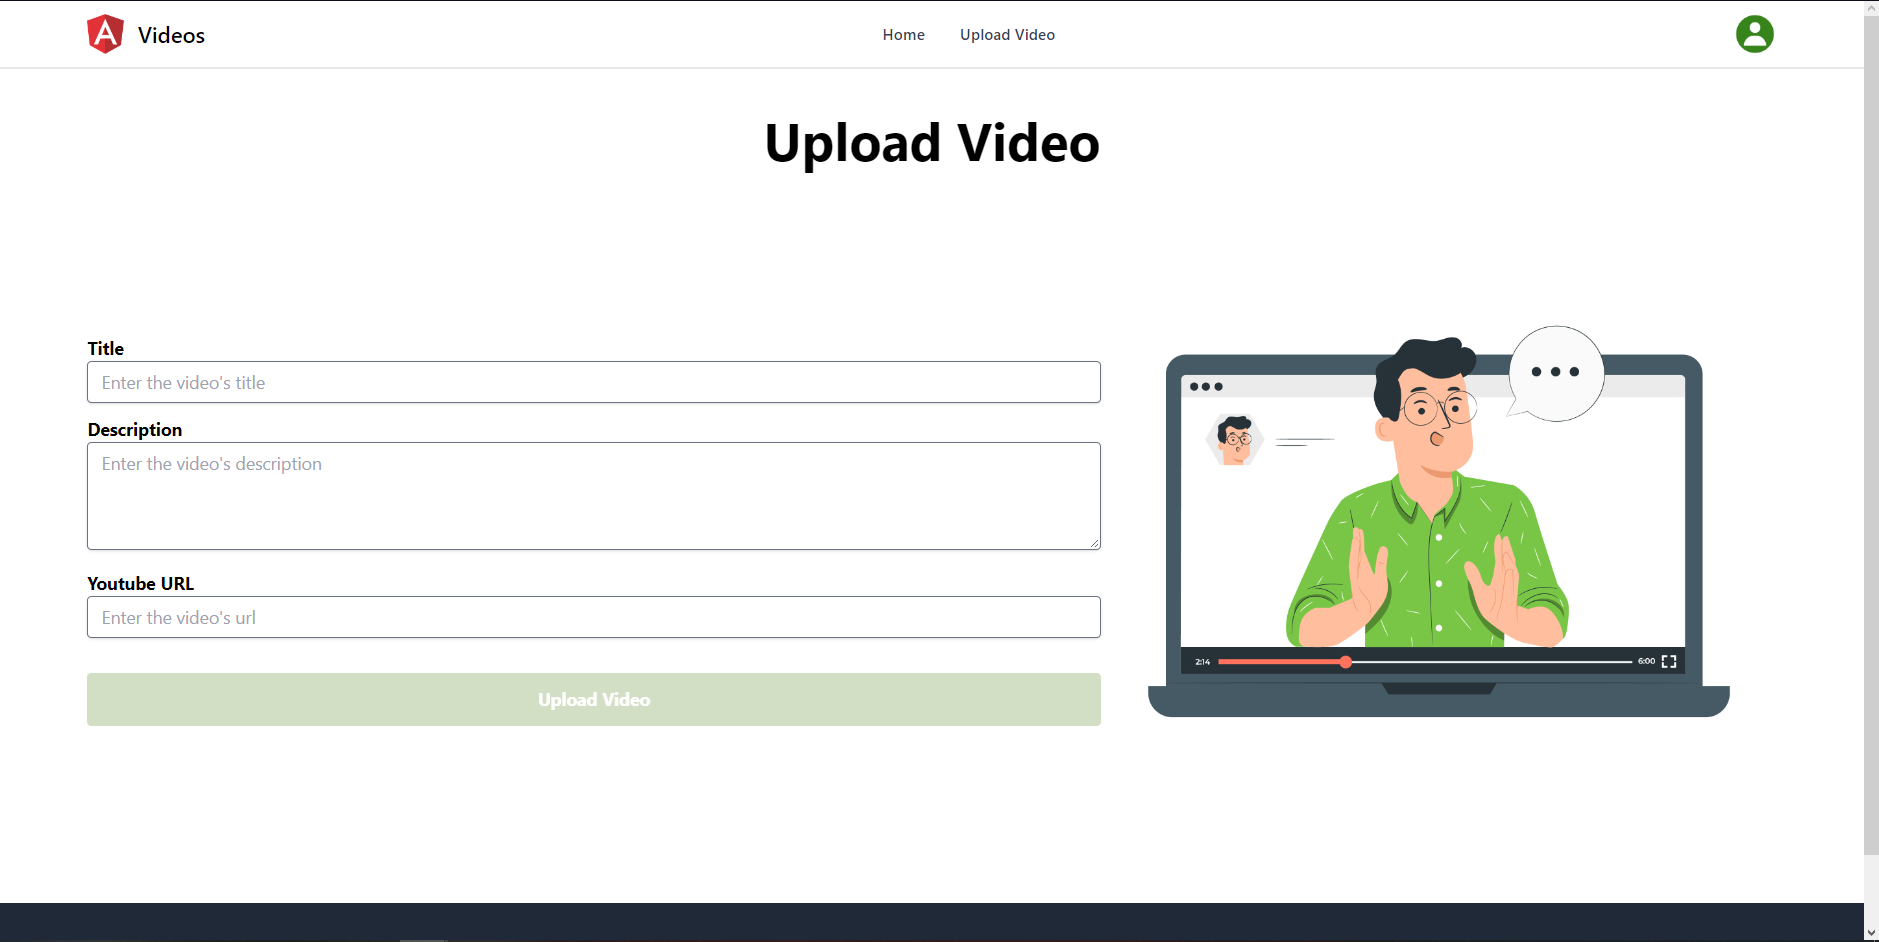 Videos
Home
Upload Video
Upload Video
Title
Enter the video's title
Description
Enter the video's description
Youtube URL
Enter the video's url
Upload Video
2:14
6:00